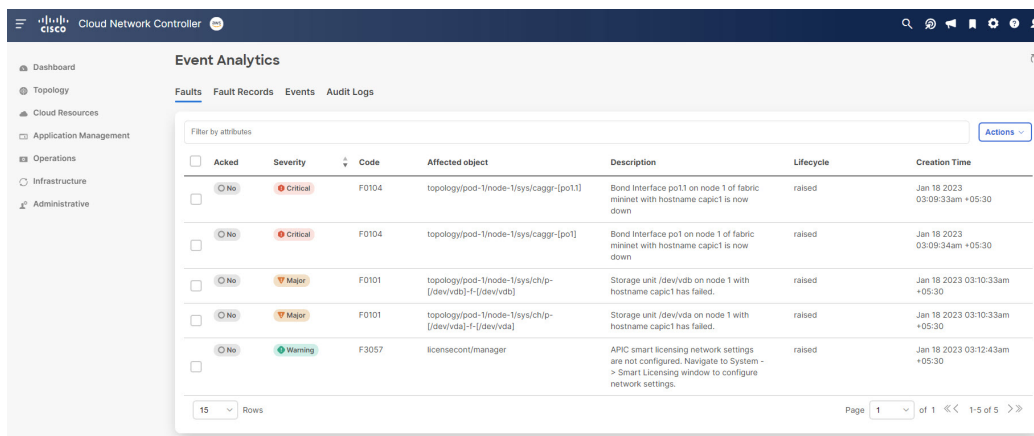 CISCO Cloud Network Controller aws
Dashboard
Topology
Cloud Resources
Application Management
Operations
Infrastructure
Administrative
Event Analytics
Faults Fault Records Events Audit Logs
Filter by attributes
Actions
Acked Severity Code Affected object Description Lifecycle Creation Time
No Critical F0104 topology/pod-1/node-1/sys/caggr-[po1.1] Bond Interface po1.1 on node 1 of fabric raised Jan 18 2023
mininet with hostname capic1 is now 03:09:33am +05:30
down
No Critical F0104 topology/pod-1/node-1/sys/caggr-[po1] Bond Interface po1 on node 1 of fabric raised Jan 18 2023
mininet with hostname capic1 is now 03:09:34am +05:30
down
No Major F0101 topology/pod-1/node-1/sys/ch/p- Storage unit /dev/vdb on node 1 with raised Jan 18 2023 03:10:33am
[/dev/vdb]-f-[/dev/vdb] hostname capic1 has failed. +05:30
No Major F0101 topology/pod-1/node-1/sys/ch/p- Storage unit /dev/vda on node 1 with raised Jan 18 2023 03:10:33am
[/dev/vda]-f-[/dev/vda] hostname capic1 has failed. +05:30
No Warning F3057 licensecont/manager APIC smart licensing network settings raised Jan 18 2023 03:12:43am
are not configured. Navigate to System - +05:30
> Smart Licensing window to configure
network settings.
15 Rows Page 1 of 1 1-5 of 5